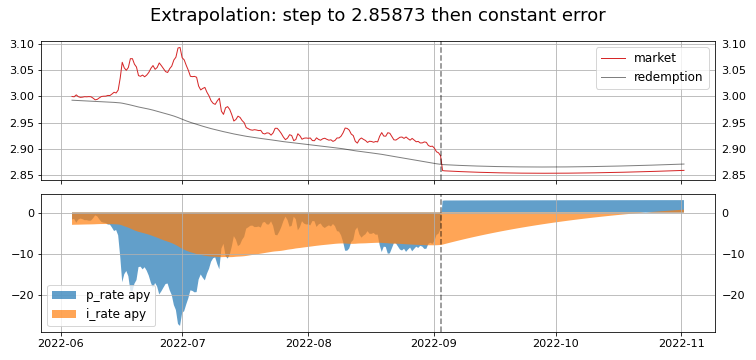 Extrapolation: step to 2.85873 then constant error
3.10 3.10
market
3.05 redemption 3.05
3.00 3.00
2.95 2.95
2.90 2.90
2.85 2.85
0 0
−10 −10
p_rate apy
−20 −20
i_rate apy
2022-06 2022-07 2022-08 2022-09 2022-10 2022-11